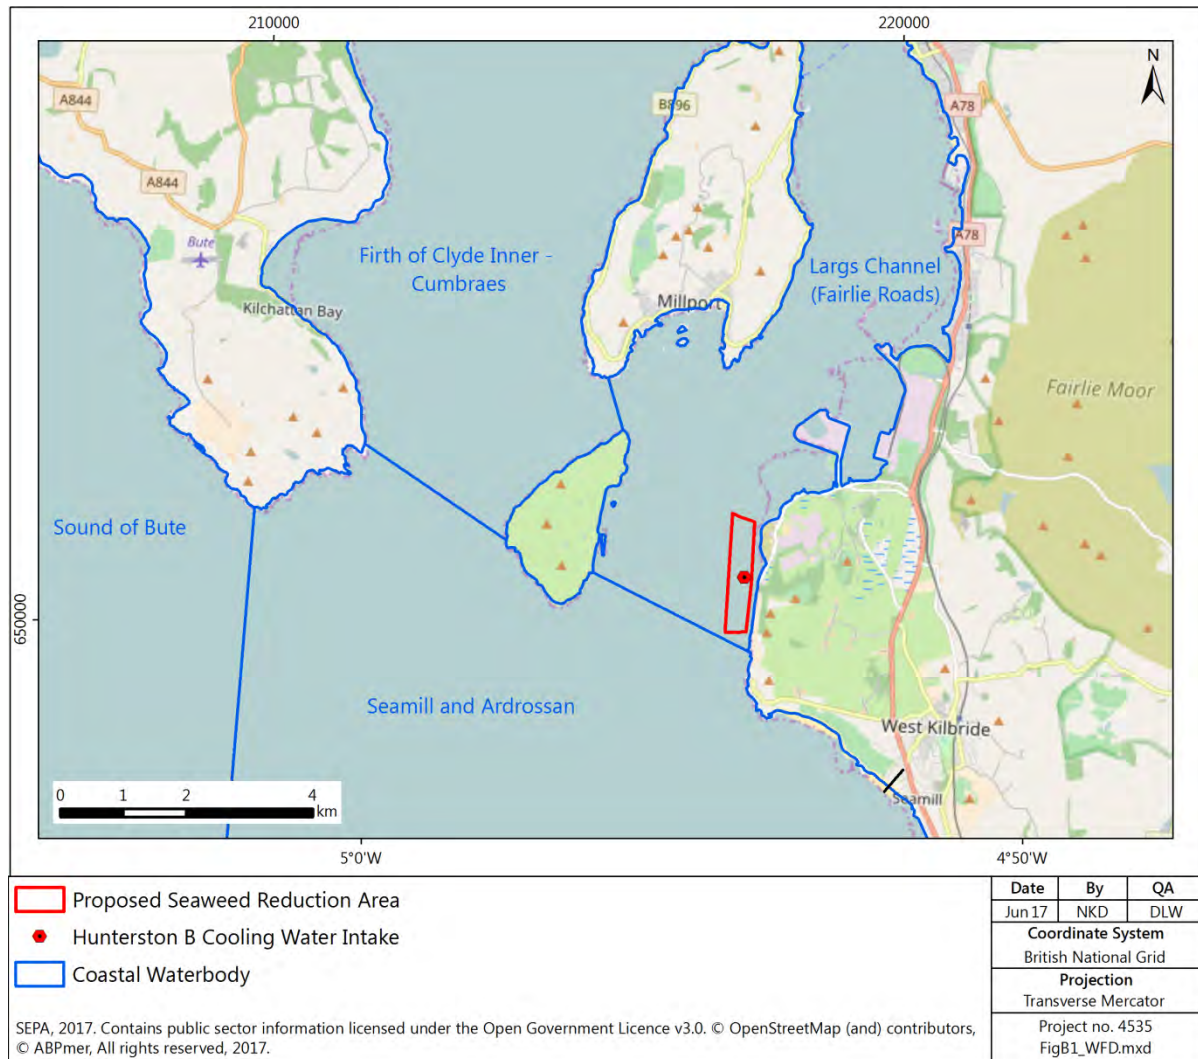 210000
220000
N
A844
B896
A78
A844
Bute
A78
Firth of Clyde Inner -
Cumbraes
Largs Channel
(Fairlie Roads)
Millport
Kilchattan Bay
Fairlie Moor
Sound of Bute
650000
Seamill and Ardrossan
West Kilbride
Seamill
0 1 2 4
km
5°0'W
4°50'W
Proposed Seaweed Reduction Area
Hunterston B Cooling Water Intake
Coastal Waterbody
Date By QA
Jun 17 NKD DLW
Coordinate System
British National Grid
Projection
Transverse Mercator
Project no. 4535
FigB1_WFD.mxd
SEPA, 2017. Contains public sector information licensed under the Open Government Licence v3.0. © OpenStreetMap (and) contributors,
© ABPmer, All rights reserved, 2017.